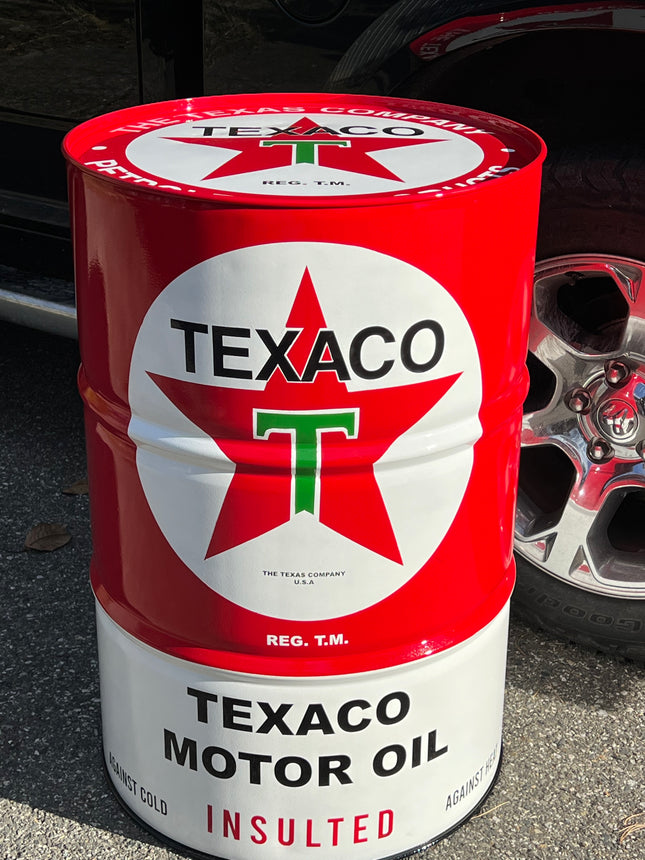 THE TEXAS COMPANY
TEXACO
T
REG. T.M.
TEXACO
T
THE TEXAS COMPANY
U.S.A
REG. T.M.
TEXACO
MOTOR OIL
AGAINST COLD
AGAINST HEAT
INSULTED